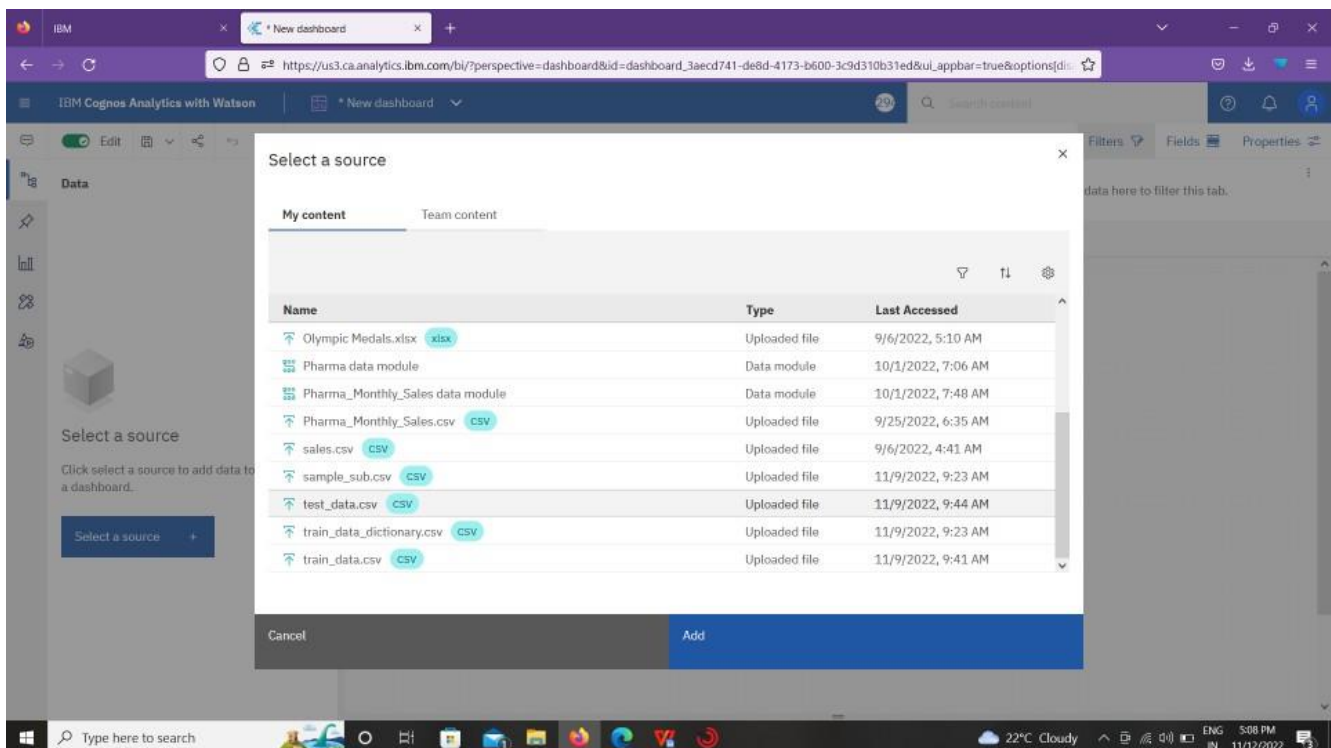 IBM
* New dashboard
https://us3.ca.analytics.ibm.com/bi/?perspective=dashboard&id=dashboard_3aecd741-de8d-4173-b600-3c9d310b31ed&ui_appbar=true&options[dis
IBM Cognos Analytics with Watson * New dashboard 29 Search content
Edit Filters Fields Properties
Select a source
Data
data here to filter this tab.
My content Team content
Name Type Last Accessed
Olympic Medals.xlsx xlsx Uploaded file 9/6/2022, 5:10 AM
Pharma data module Data module 10/1/2022, 7:06 AM
Pharma_Monthly_Sales data module Data module 10/1/2022, 7:48 AM
Pharma_Monthly_Sales.csv CSV Uploaded file 9/25/2022, 6:35 AM
sales.csv CSV Uploaded file 9/6/2022, 4:41 AM
sample_sub.csv CSV Uploaded file 11/9/2022, 9:23 AM
test_data.csv CSV Uploaded file 11/9/2022, 9:44 AM
train_data_dictionary.csv CSV Uploaded file 11/9/2022, 9:23 AM
train_data.csv CSV Uploaded file 11/9/2022, 9:41 AM
Select a source
Click select a source to add data to
a dashboard.
Select a source +
Cancel Add
Type here to search 22°C Cloudy ENG 5:08 PM
IN 11/12/2022